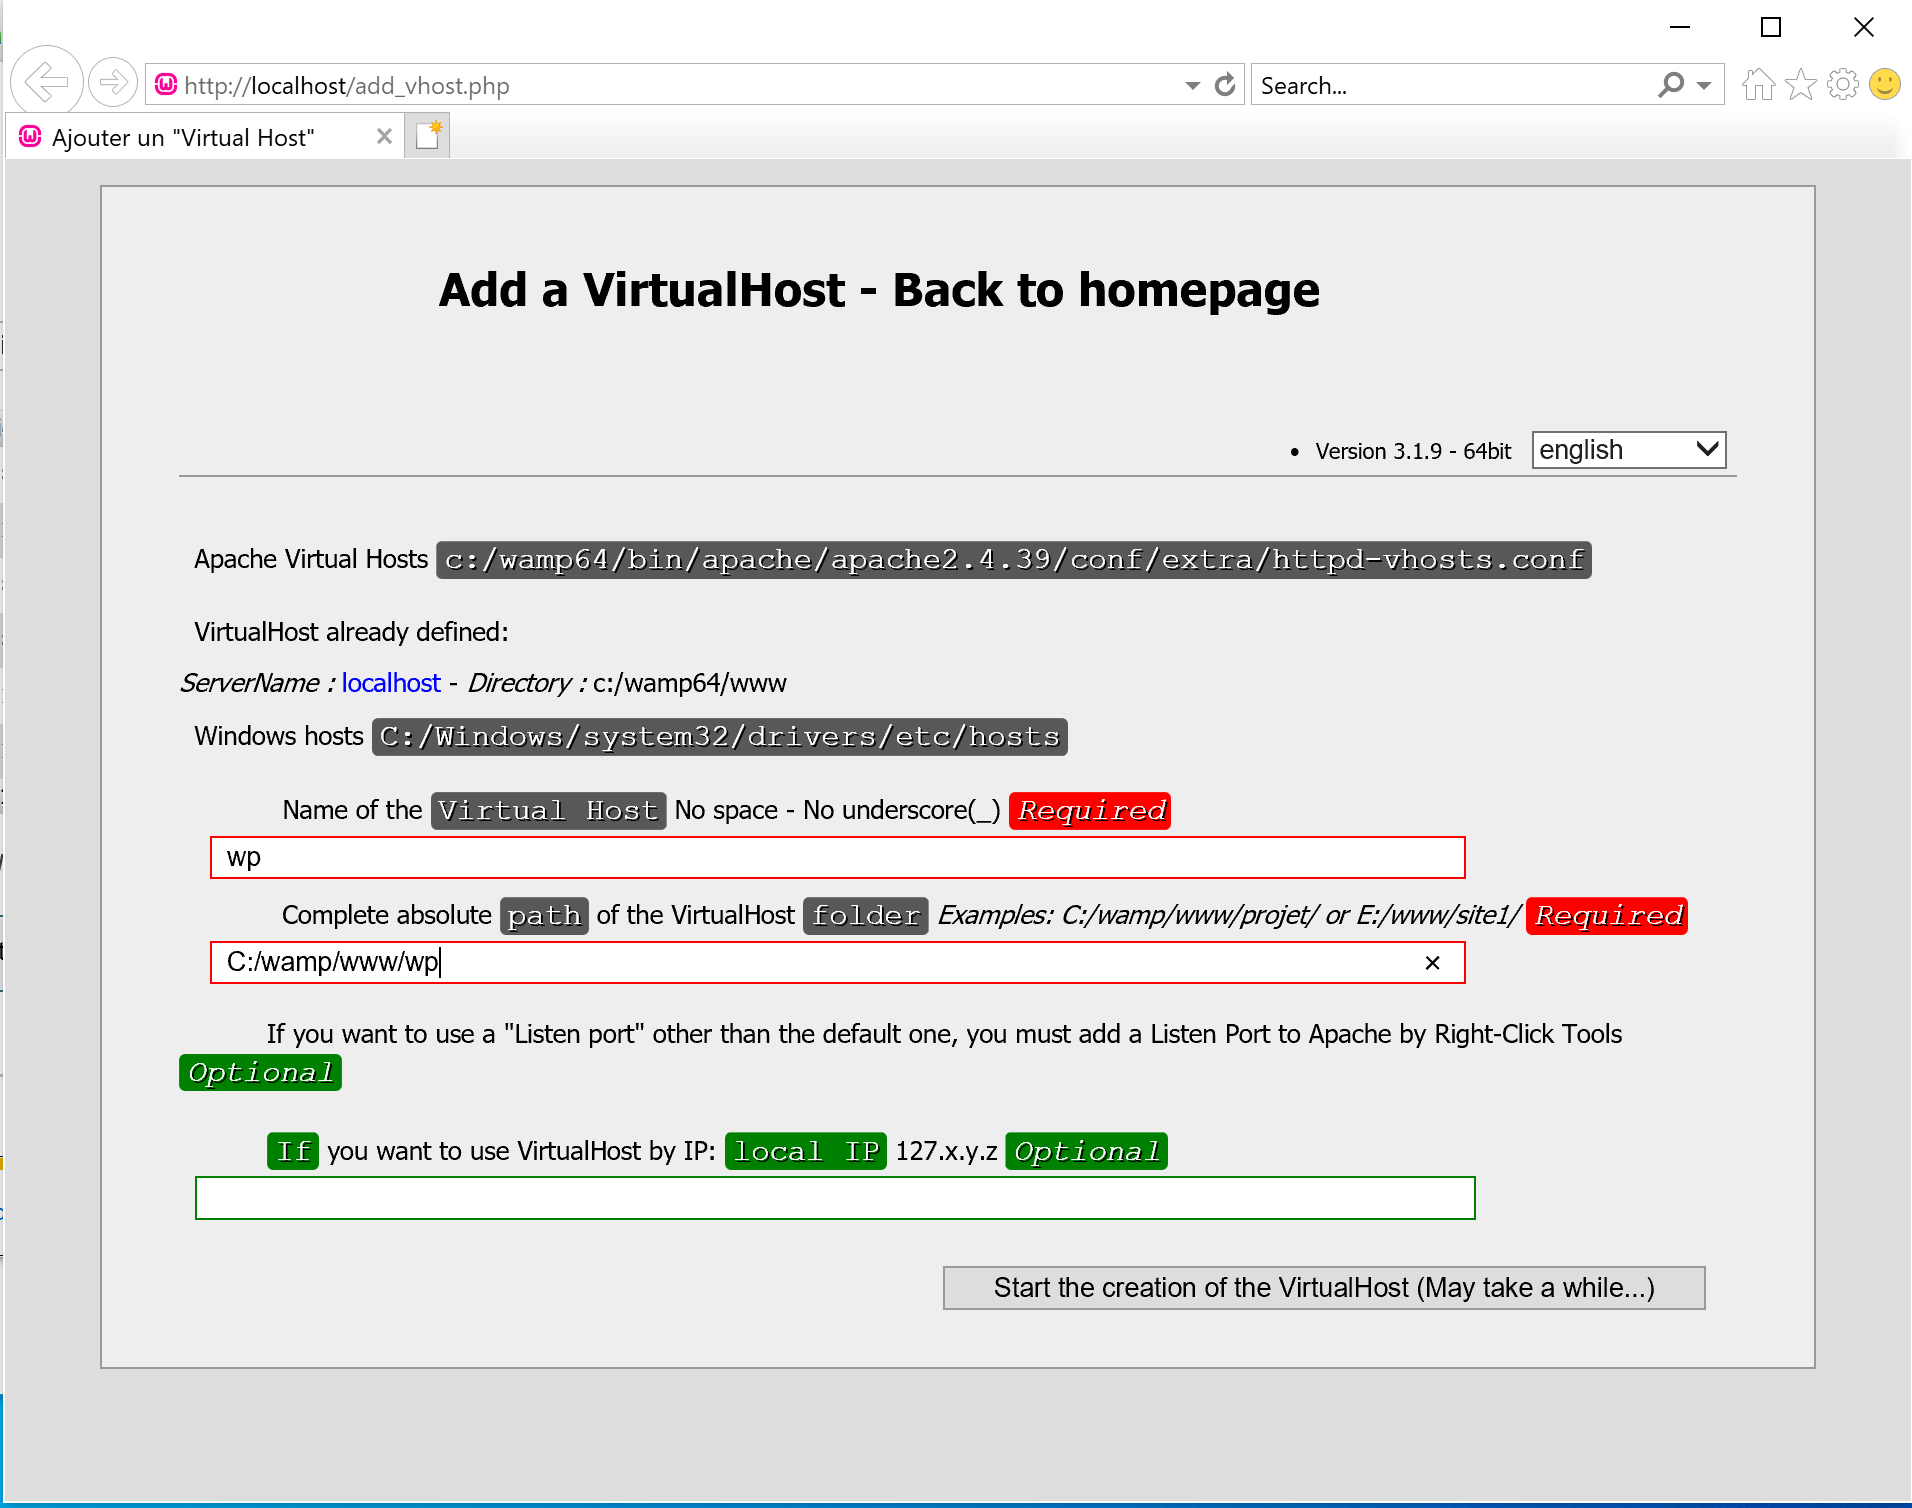 http://localhost/add_vhost.php
Search...
Ajouter un "Virtual Host"
Add a VirtualHost - Back to homepage
• Version 3.1.9 - 64bit english
Apache Virtual Hosts c:/wamp64/bin/apache/apache2.4.39/conf/extra/httpd-vhosts.conf
VirtualHost already defined:
ServerName : localhost - Directory : c:/wamp64/www
Windows hosts C:/Windows/system32/drivers/etc/hosts
Name of the Virtual Host No space - No underscore(_) Required
wp
Complete absolute path of the VirtualHost folder Examples: C:/wamp/www/projet/ or E:/www/site1/ Required
C:/wamp/www/wp
If you want to use a "Listen port" other than the default one, you must add a Listen Port to Apache by Right-Click Tools
Optional
If you want to use VirtualHost by IP: local IP 127.x.y.z Optional
Start the creation of the VirtualHost (May take a while...)